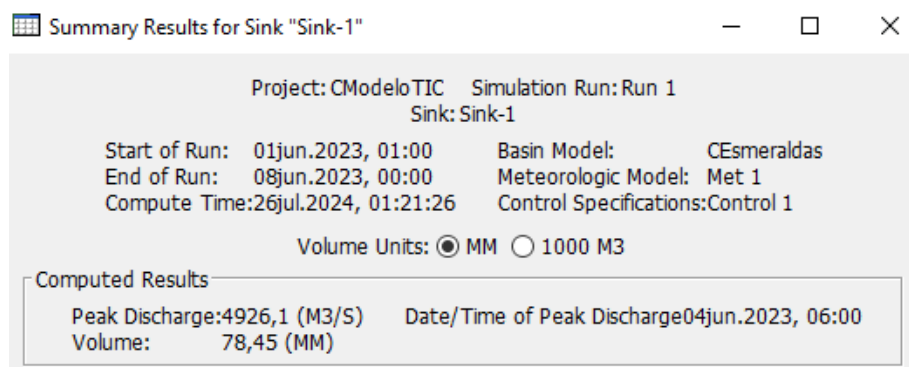 Summary Results for Sink "Sink-1"
Project: CModeloTIC Simulation Run: Run 1
Sink: Sink-1
Start of Run: 01jun.2023, 01:00 Basin Model: CEsmeraldas
End of Run: 08jun.2023, 00:00 Meteorologic Model: Met 1
Compute Time:26jul.2024, 01:21:26 Control Specifications:Control 1
Volume Units: MM 1000 M3
Computed Results
Peak Discharge:4926,1 (M3/S) Date/Time of Peak Discharge04jun.2023, 06:00
Volume: 78,45 (MM)